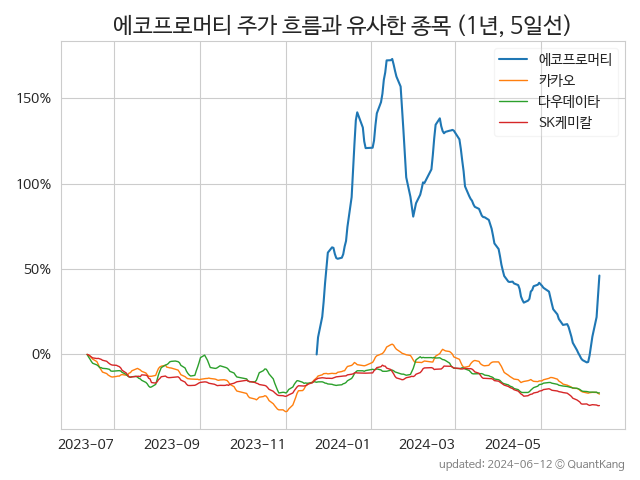 에코프로머티 주가 흐름과 유사한 종목 (1년, 5일선)
에코프로머티
카카오
다우데이타
SK케미칼
150%
100%
50%
0%
2023-07 2023-09 2023-11 2024-01 2024-03 2024-05
updated: 2024-06-12 © QuantKang